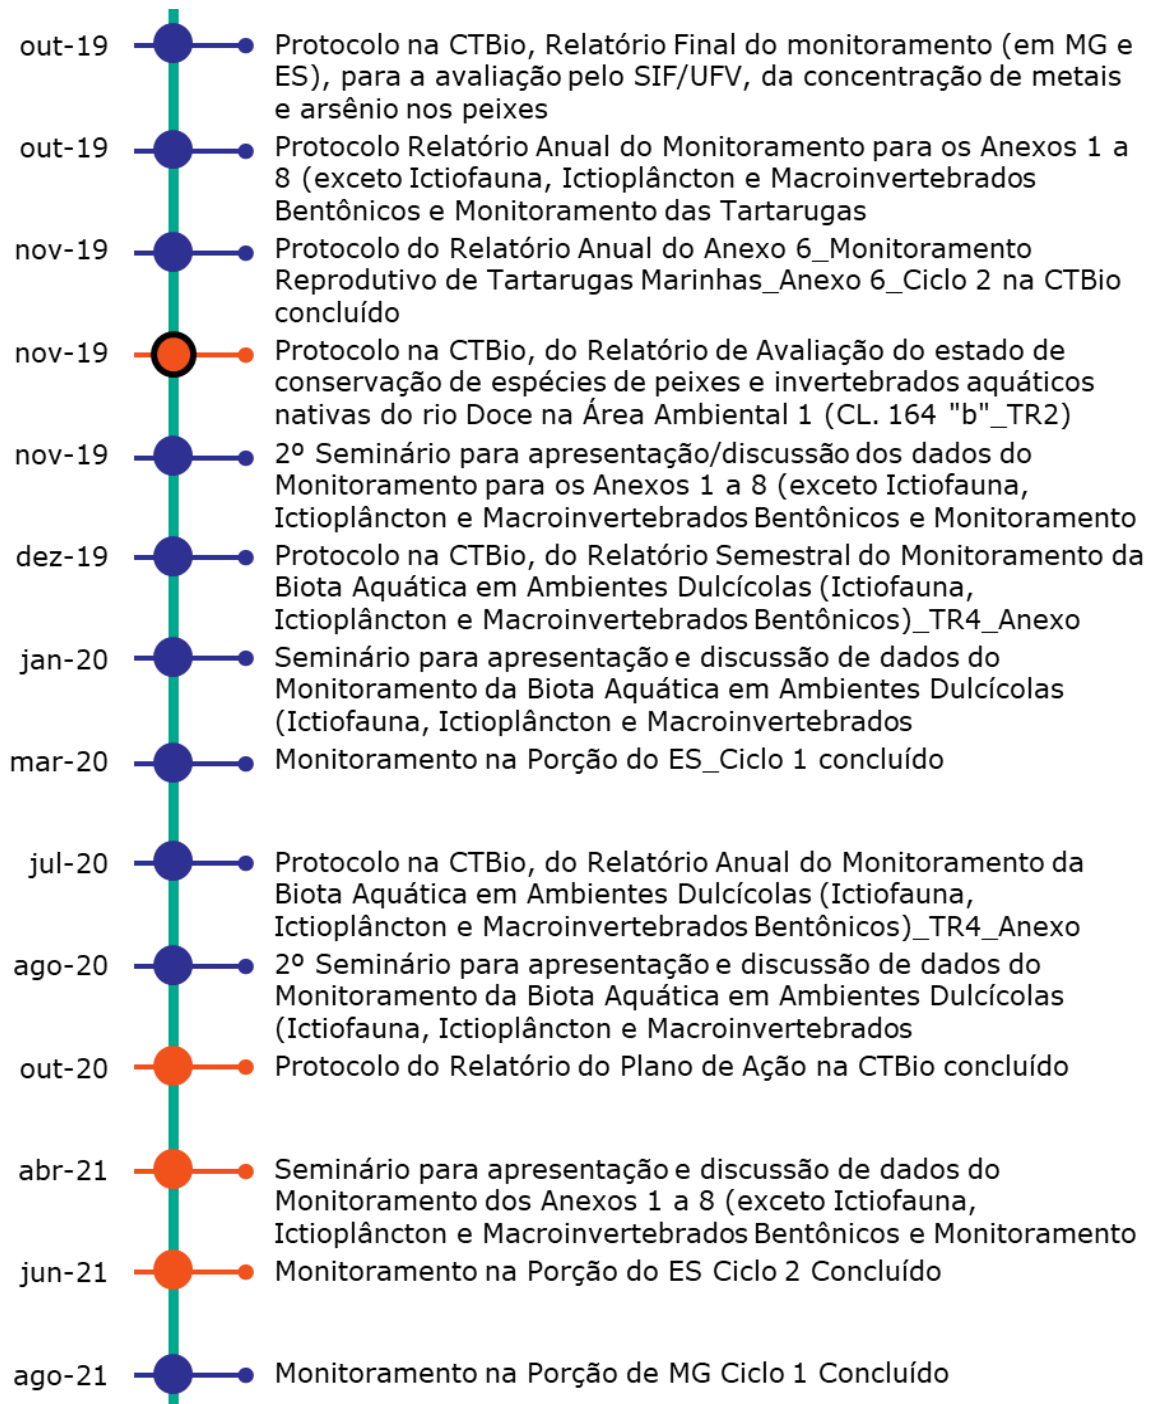 out-19 Protocolo na CTBio, Relatório Final do monitoramento (em MG e
ES), para a avaliação pelo SIF/UFV, da concentração de metais
e arsênio nos peixes
out-19 Protocolo Relatório Anual do Monitoramento para os Anexos 1 a
8 (exceto Ictiofauna, Ictioplâncton e Macroinvertebrados
Bentônicos e Monitoramento das Tartarugas
nov-19 Protocolo do Relatório Anual do Anexo 6_Monitoramento
Reprodutivo de Tartarugas Marinhas_Anexo 6_Ciclo 2 na CTBio
concluído
nov-19 Protocolo na CTBio, do Relatório de Avaliação do estado de
conservação de espécies de peixes e invertebrados aquáticos
nativas do rio Doce na Área Ambiental 1 (CL. 164 "b"_TR2)
nov-19 2º Seminário para apresentação/discussão dos dados do
Monitoramento para os Anexos 1 a 8 (exceto Ictiofauna,
Ictioplâncton e Macroinvertebrados Bentônicos e Monitoramento
dez-19 Protocolo na CTBio, do Relatório Semestral do Monitoramento da
Biota Aquática em Ambientes Dulcícolas (Ictiofauna,
Ictioplâncton e Macroinvertebrados Bentônicos)_TR4_Anexo
jan-20 Seminário para apresentação e discussão de dados do
Monitoramento da Biota Aquática em Ambientes Dulcícolas
(Ictiofauna, Ictioplâncton e Macroinvertebrados
mar-20 Monitoramento na Porção do ES_Ciclo 1 concluído
jul-20 Protocolo na CTBio, do Relatório Anual do Monitoramento da
Biota Aquática em Ambientes Dulcícolas (Ictiofauna,
Ictioplâncton e Macroinvertebrados Bentônicos)_TR4_Anexo
ago-20 2º Seminário para apresentação e discussão de dados do
Monitoramento da Biota Aquática em Ambientes Dulcícolas
(Ictiofauna, Ictioplâncton e Macroinvertebrados
out-20 Protocolo do Relatório do Plano de Ação na CTBio concluído
abr-21 Seminário para apresentação e discussão de dados do
Monitoramento dos Anexos 1 a 8 (exceto Ictiofauna,
Ictioplâncton e Macroinvertebrados Bentônicos e Monitoramento
jun-21 Monitoramento na Porção do ES Ciclo 2 Concluído
ago-21 Monitoramento na Porção de MG Ciclo 1 Concluído